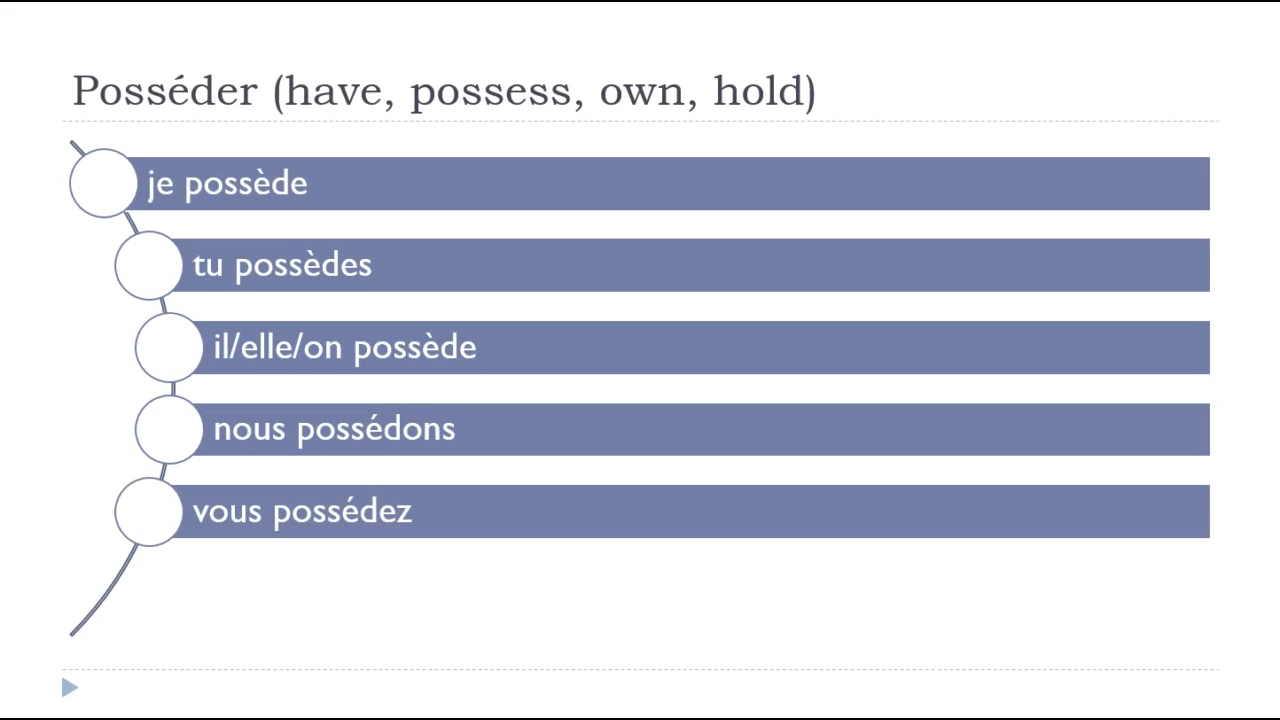 Posséder (have, possess, own, hold)
je possède
tu possèdes
il/elle/on possède
nous possédons
vous possédez